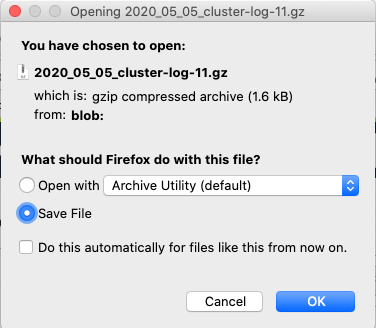 Opening 2020_05_05_cluster-log-11.gz
You have chosen to open:
2020_05_05_cluster-log-11.gz
which is: gzip compressed archive (1.6 kB)
from: blob:
What should Firefox do with this file?
Open with Archive Utility (default)
Save File
Do this automatically for files like this from now on.
Cancel OK